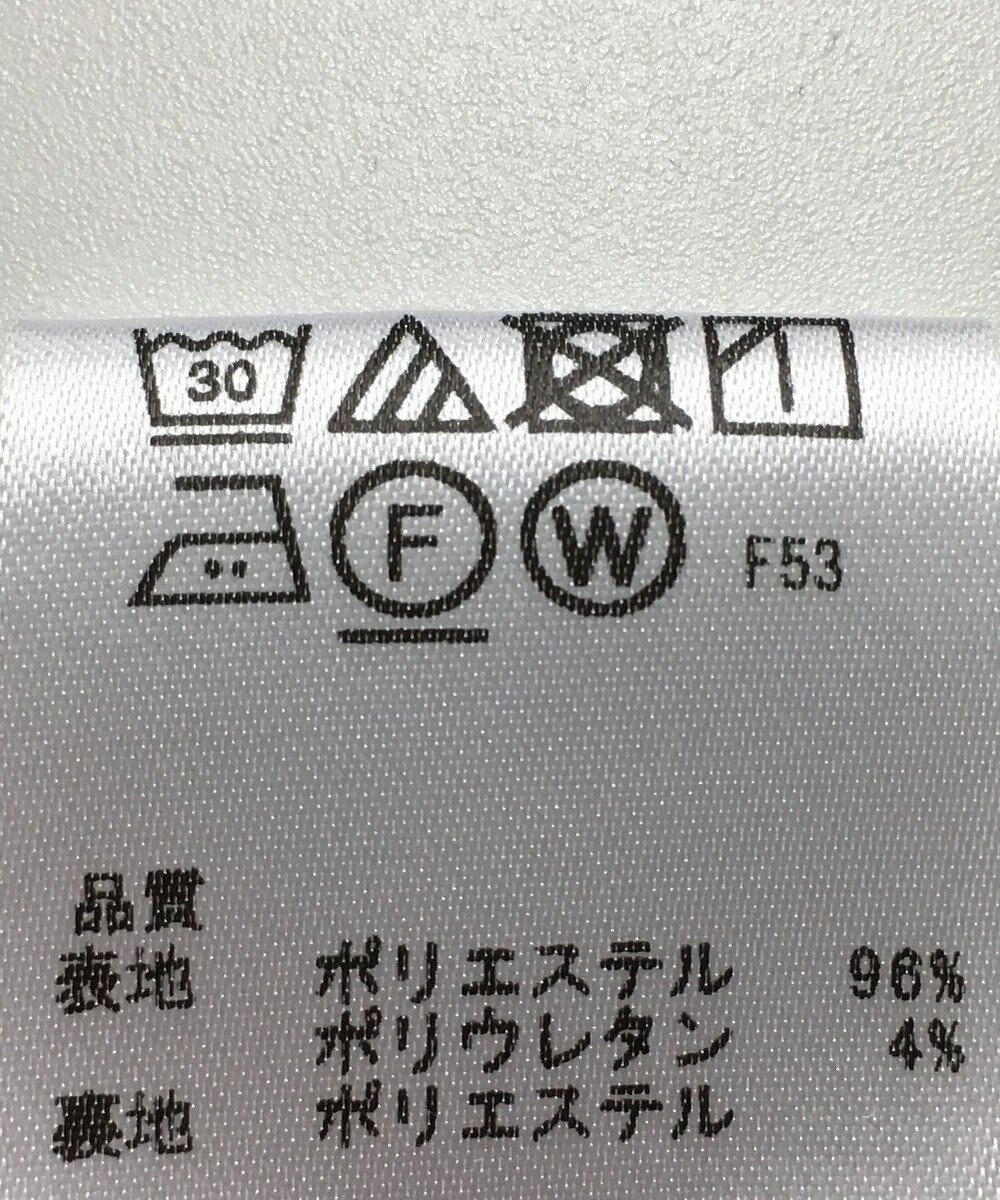 30
F W F53
品質
表地 ポリエステル 96%
ポリウレタン 4%
裏地 ポリエステル